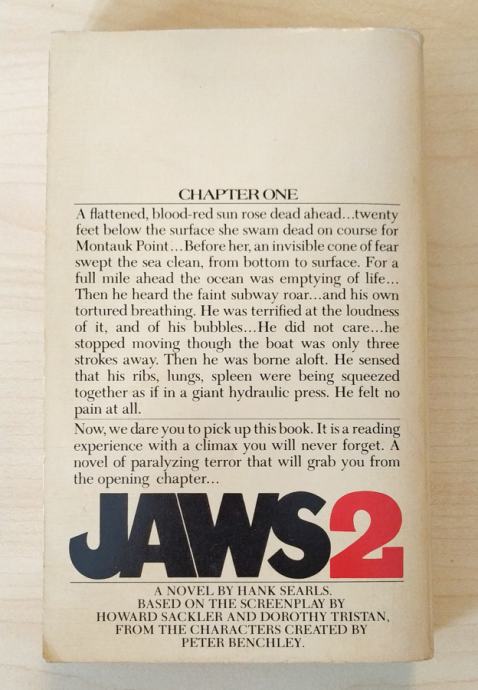 CHAPTER ONE
A flattened, blood-red sun rose dead ahead...twenty
feet below the surface she swam dead on course for
Montauk Point...Before her, an invisible cone of fear
swept the sea clean, from bottom to surface. For a
full mile ahead the ocean was emptying of life...
Then he heard the faint subway roar...and his own
tortured breathing. He was terrified at the loudness
of it, and of his bubbles...He did not care...he
stopped moving though the boat was only three
strokes away. Then he was borne aloft. He sensed
that his ribs, lungs, spleen were being squeezed
together as if in a giant hydraulic press. He felt no
pain at all.
Now, we dare you to pick up this book. It is a reading
experience with a climax you will never forget. A
novel of paralyzing terror that will grab you from
the opening chapter...
JAWS 2
A NOVEL BY HANK SEARLS.
BASED ON THE SCREENPLAY BY
HOWARD SACKLER AND DOROTHY TRISTAN,
FROM THE CHARACTERS CREATED BY
PETER BENCHLEY.